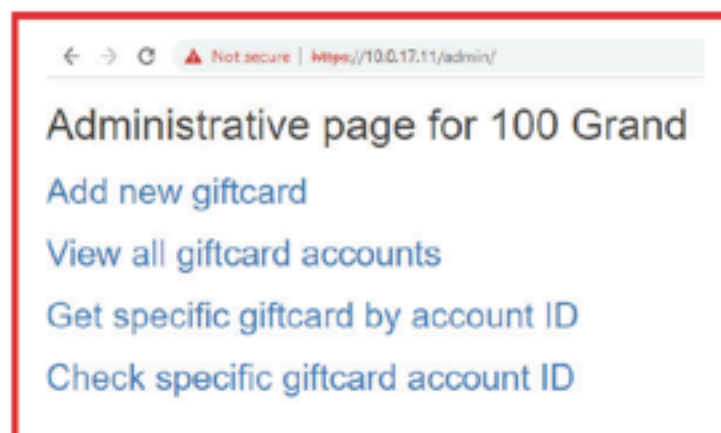 Not secure | https://10.0.17.11/admin/
Administrative page for 100 Grand
Add new giftcard
View all giftcard accounts
Get specific giftcard by account ID
Check specific giftcard account ID